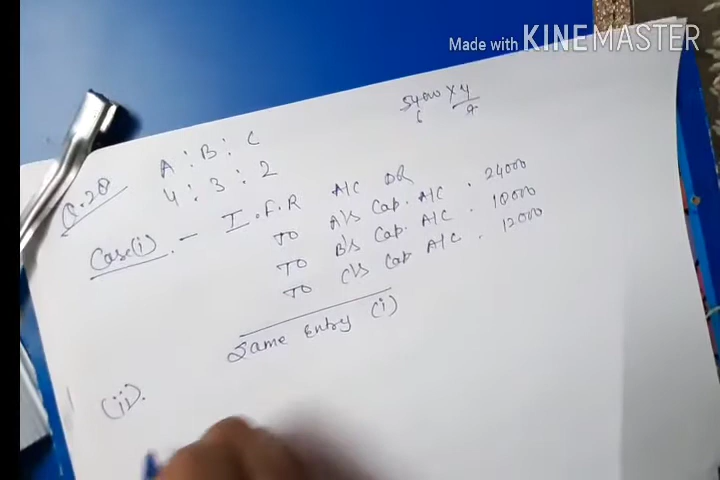 Made with KINEMASTER
54000 × 4
6 9
Q.28
A : B : C
4 : 3 : 2
Case(i) - I.F.R A/C DR
TO A's Cap. A/C . 24000
TO B's Cap. A/C . 18000
TO C's Cap A/C . 12000
Same Entry (i)
(ii).